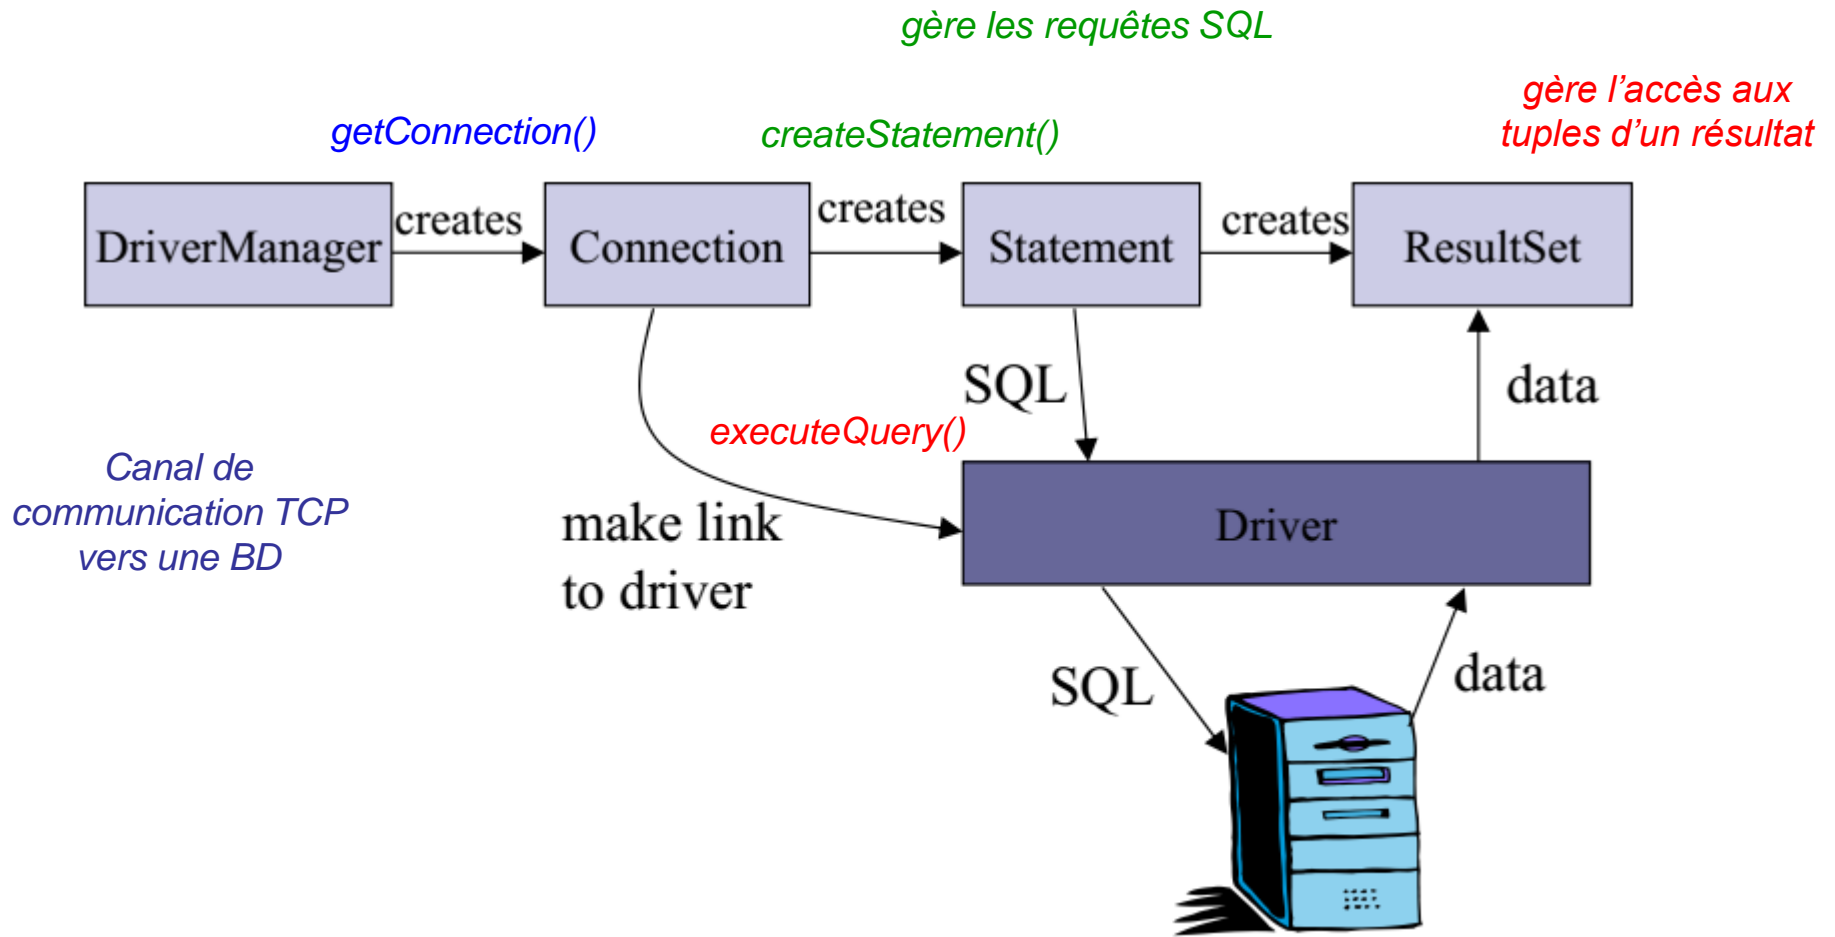 gère les requêtes SQL
gère l'accès aux
tuples d'un résultat
getConnection()
createStatement()
DriverManager
creates
Connection
creates
Statement
creates
ResultSet
SQL
data
executeQuery()
Canal de
communication TCP
vers une BD
make link
to driver
Driver
SQL
data